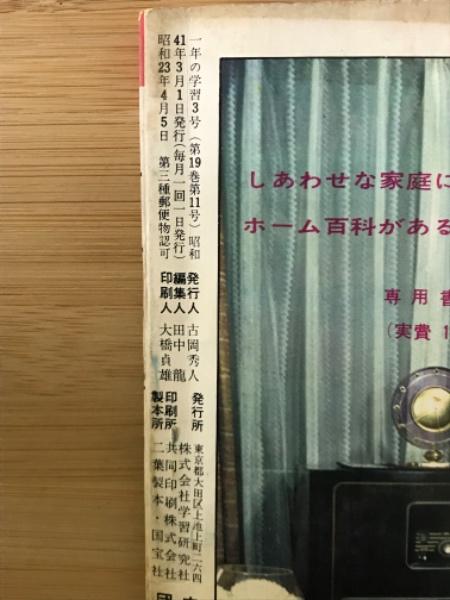 一年の学習3号（第19巻第11号）昭和
41年3月1日発行（毎月一回一日発行）
昭和23年4月5日　第三種郵便物認可
発行人　古岡秀人
編集人　田中　龍
印刷人　大橋貞雄
発行所　東京都大田区上池上町二六四
株式会社学習研究社
印刷所　共同印刷株式会社
製本所　二葉製本・国宝社
しあわせな家庭に
ホーム百科がある
専用書
（実費1